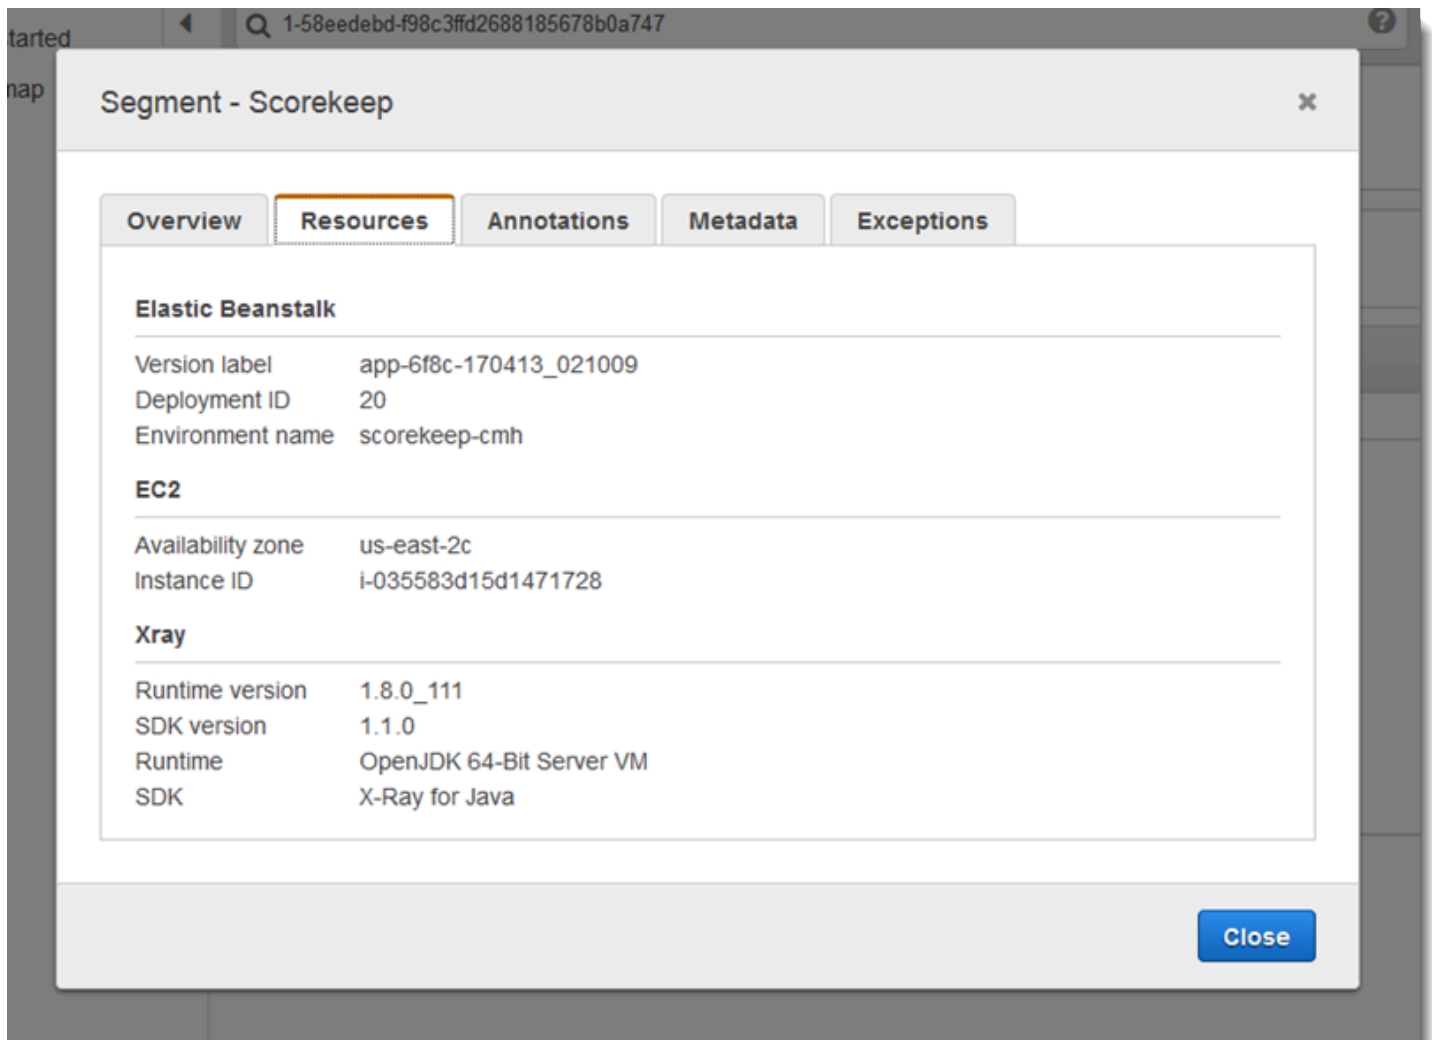 tarted
1-58eedebd-f98c3ffd2688185678b0a747
?
map
Segment - Scorekeep
Overview Resources Annotations Metadata Exceptions
Elastic Beanstalk
Version label app-6f8c-170413_021009
Deployment ID 20
Environment name scorekeep-cmh
EC2
Availability zone us-east-2c
Instance ID i-035583d15d1471728
Xray
Runtime version 1.8.0_111
SDK version 1.1.0
Runtime OpenJDK 64-Bit Server VM
SDK X-Ray for Java
Close